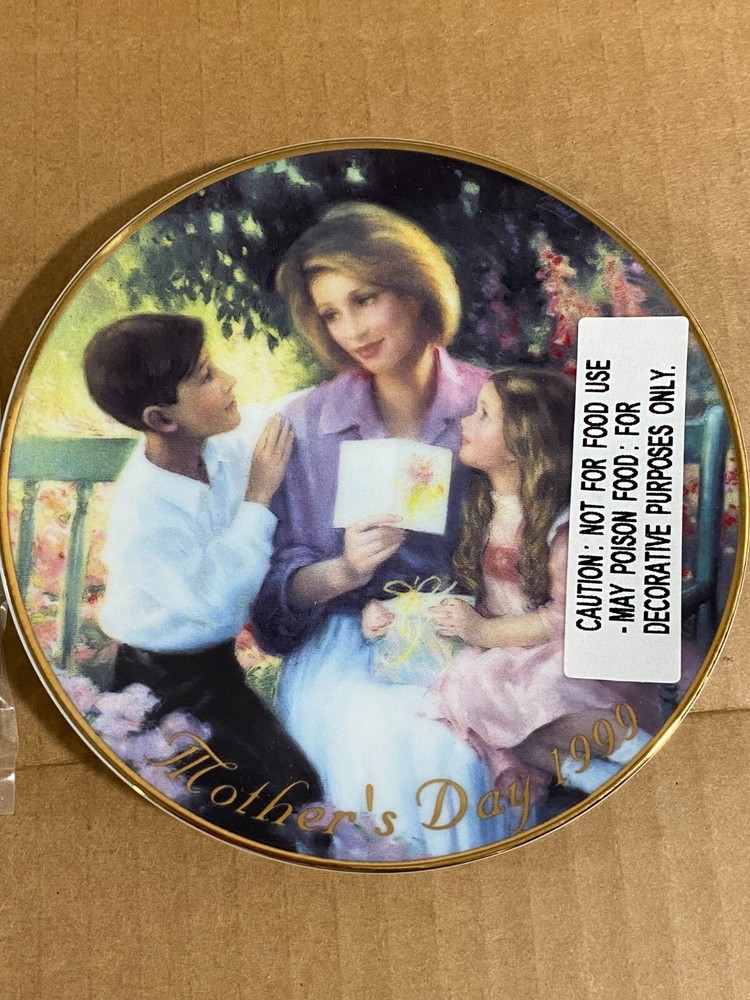 CAUTION: NOT FOR FOOD USE
-MAY POISON FOOD: FOR
DECORATIVE PURPOSES ONLY.
Mother's Day 1999